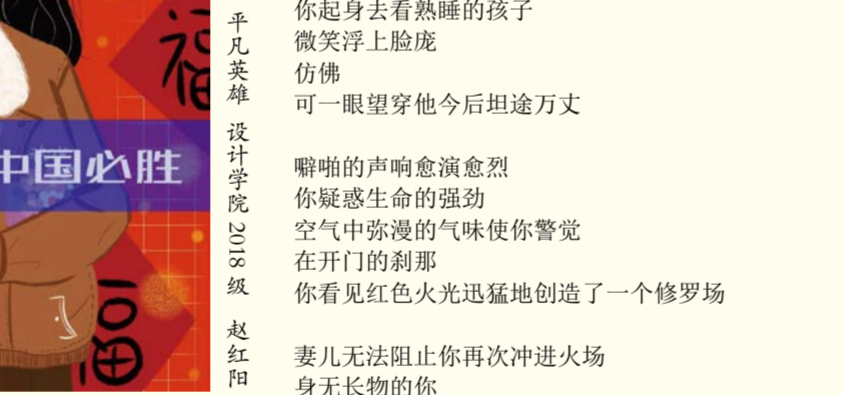 福
中国必胜
福
平凡英雄 设计学院 2018 级 赵红阳
你起身去看熟睡的孩子
微笑浮上脸庞
仿佛
可一眼望穿他今后坦途万丈
噼啪的声响愈演愈烈
你疑惑生命的强劲
空气中弥漫的气味使你警觉
在开门的刹那
你看见红色火光迅猛地创造了一个修罗场
妻儿无法阻止你再次冲进火场
身无长物的你